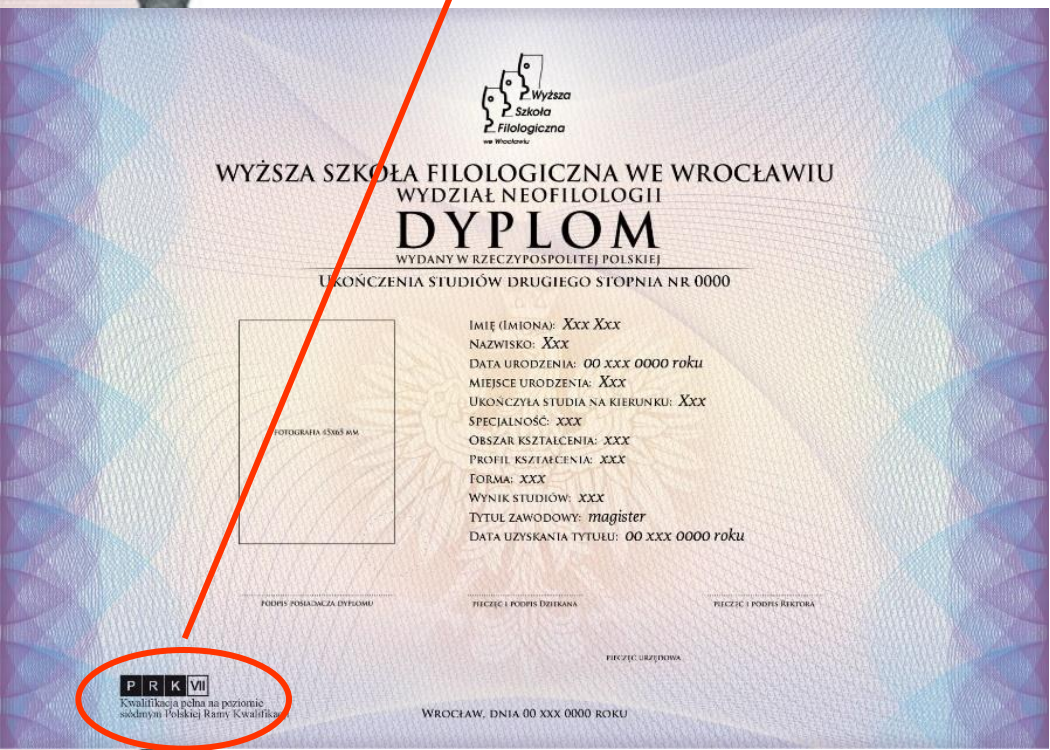 Wyższa
Szkoła
Filologiczna
we Wrocławiu
WYŻSZA SZKOŁA FILOLOGICZNA WE WROCŁAWIU
WYDZIAŁ NEOFILOLOGII
DYPLOM
WYDANY W RZECZYPOSPOLITEJ POLSKIEJ
UKOŃCZENIA STUDIÓW DRUGIEGO STOPNIA NR 0000
IMIĘ (IMIONA): Xxx Xxx
NAZWISKO: Xxx
DATA URODZENIA: 00 xxx 0000 roku
MIEJSCE URODZENIA: Xxx
UKOŃCZYŁA STUDIA NA KIERUNKU: Xxx
SPECJALNOŚĆ: xxx
OBSZAR KSZTAŁCENIA: xxx
PROFIL KSZTAŁCENIA: xxx
FORMA: xxx
WYNIK STUDIÓW: xxx
TYTUŁ ZAWODOWY: magister
DATA UZYSKANIA TYTUŁU: 00 xxx 0000 roku
FOTOGRAFIA 45X65 MM
PODPIS POSIADACZA DYPLOMU
PIECZĘĆ I PODPIS DZIEKANA
PIECZĘĆ I PODPIS REKTORA
PIECZĘĆ URZĘDOWA
P R K VII
Kwalifikacja pełna na poziomie
siódmym Polskiej Ramy Kwalifikacji
WROCŁAW, DNIA 00 XXX 0000 ROKU